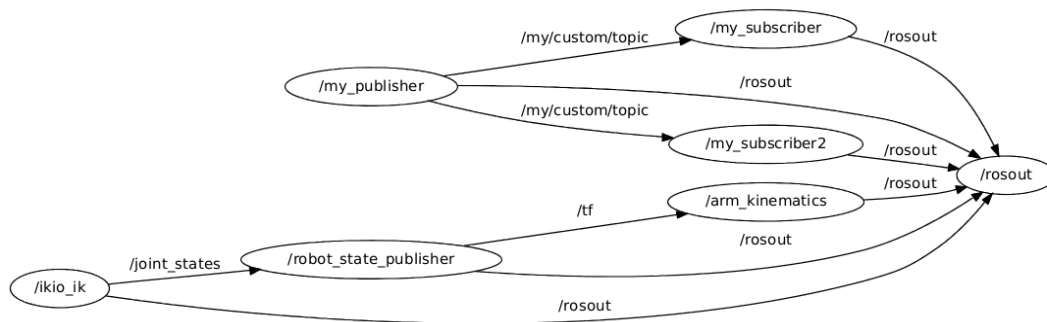 /my_subscriber
/my/custom/topic
/rosout
/my_publisher
/rosout
/my/custom/topic
/my_subscriber2
/rosout
/rosout
/rosout
/arm_kinematics
/tf
/rosout
/robot_state_publisher
/joint_states
/ikio_ik
/rosout